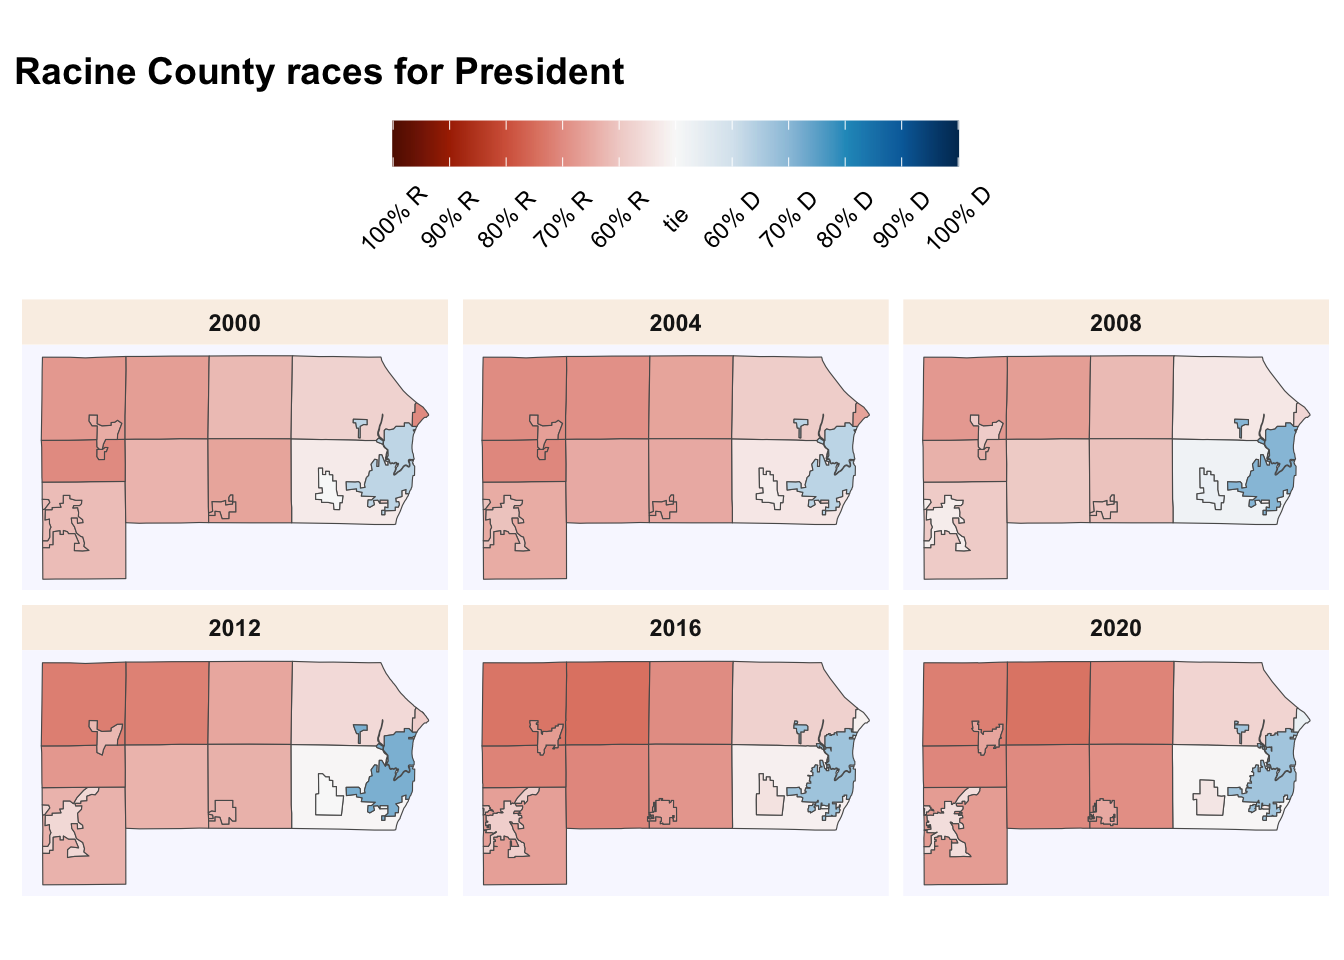 Racine County races for President
100% R
90% R
80% R
70% R
60% R
tie
60% D
70% D
80% D
90% D
100% D
2000
2004
2008
2012
2016
2020